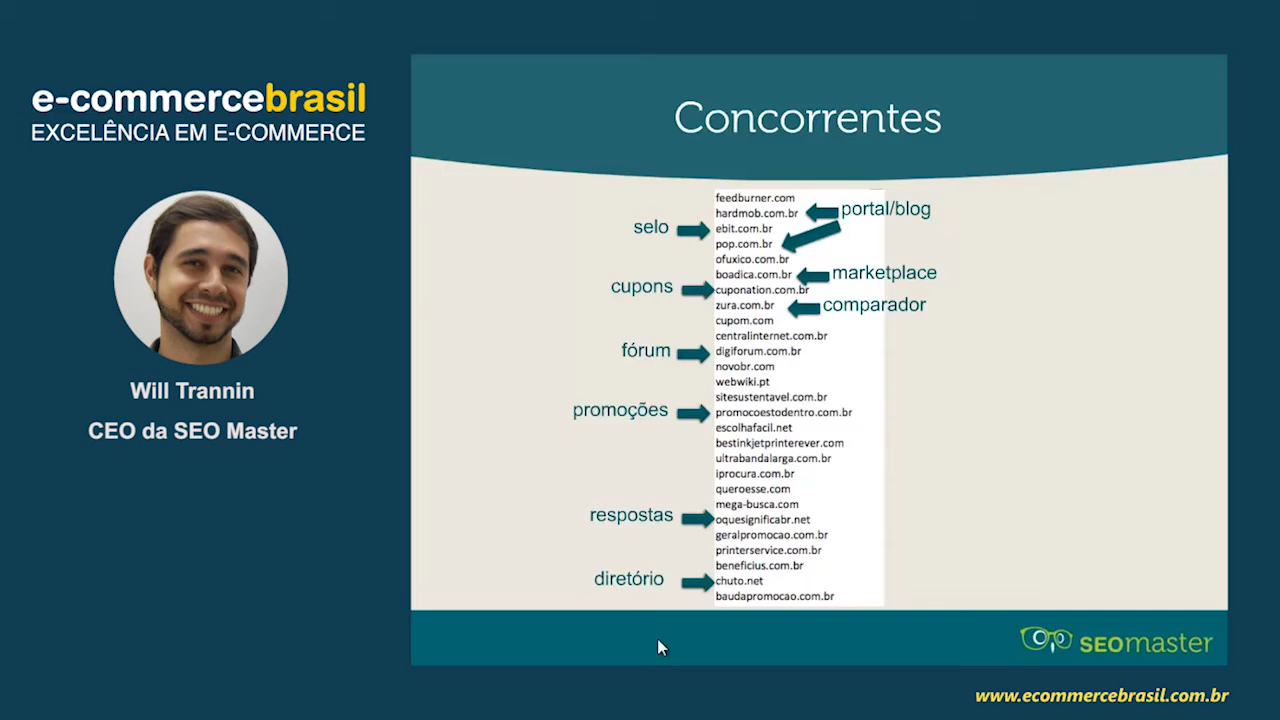 e-commercebrasil
EXCELÊNCIA EM E-COMMERCE
Will Trannin
CEO da SEO Master
Concorrentes
selo
cupons
fórum
promoções
respostas
diretório
feedburner.com
hardmob.com.br
ebit.com.br
pop.com.br
ofuxico.com.br
boadica.com.br
cuponation.com.br
zura.com.br
cupom.com
centralinternet.com.br
digiforum.com.br
novobr.com
webwiki.pt
sitesustentavel.com.br
promocoestodentro.com.br
escolhafacil.net
bestinkjetprinterever.com
ultrabandalarga.com.br
iprocura.com.br
queroesse.com
mega-busca.com
oquesignificabr.net
geralpromocao.com.br
printerservice.com.br
beneficius.com.br
chuto.net
baudapromocao.com.br
portal/blog
marketplace
comparador
SEOmaster
www.ecommercebrasil.com.br